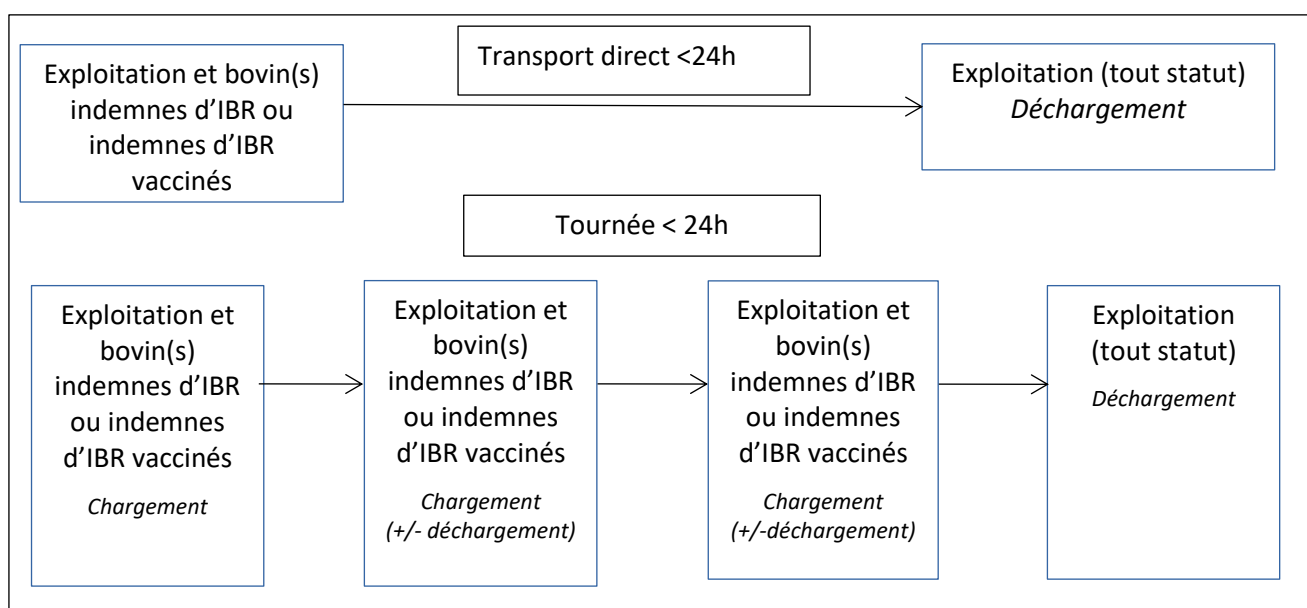 Transport direct <24h
Exploitation et bovin(s)
indemnes d’IBR ou
indemnes d’IBR
vaccinés
Exploitation (tout statut)
Déchargement
Tournée < 24h
Exploitation et
bovin(s)
indemnes d’IBR
ou indemnes
d’IBR vaccinés
Chargement
Exploitation et
bovin(s)
indemnes d’IBR
ou indemnes
d’IBR vaccinés
Chargement
(+/- déchargement)
Exploitation et
bovin(s)
indemnes d’IBR
ou indemnes
d’IBR vaccinés
Chargement
(+/-déchargement)
Exploitation
(tout statut)
Déchargement